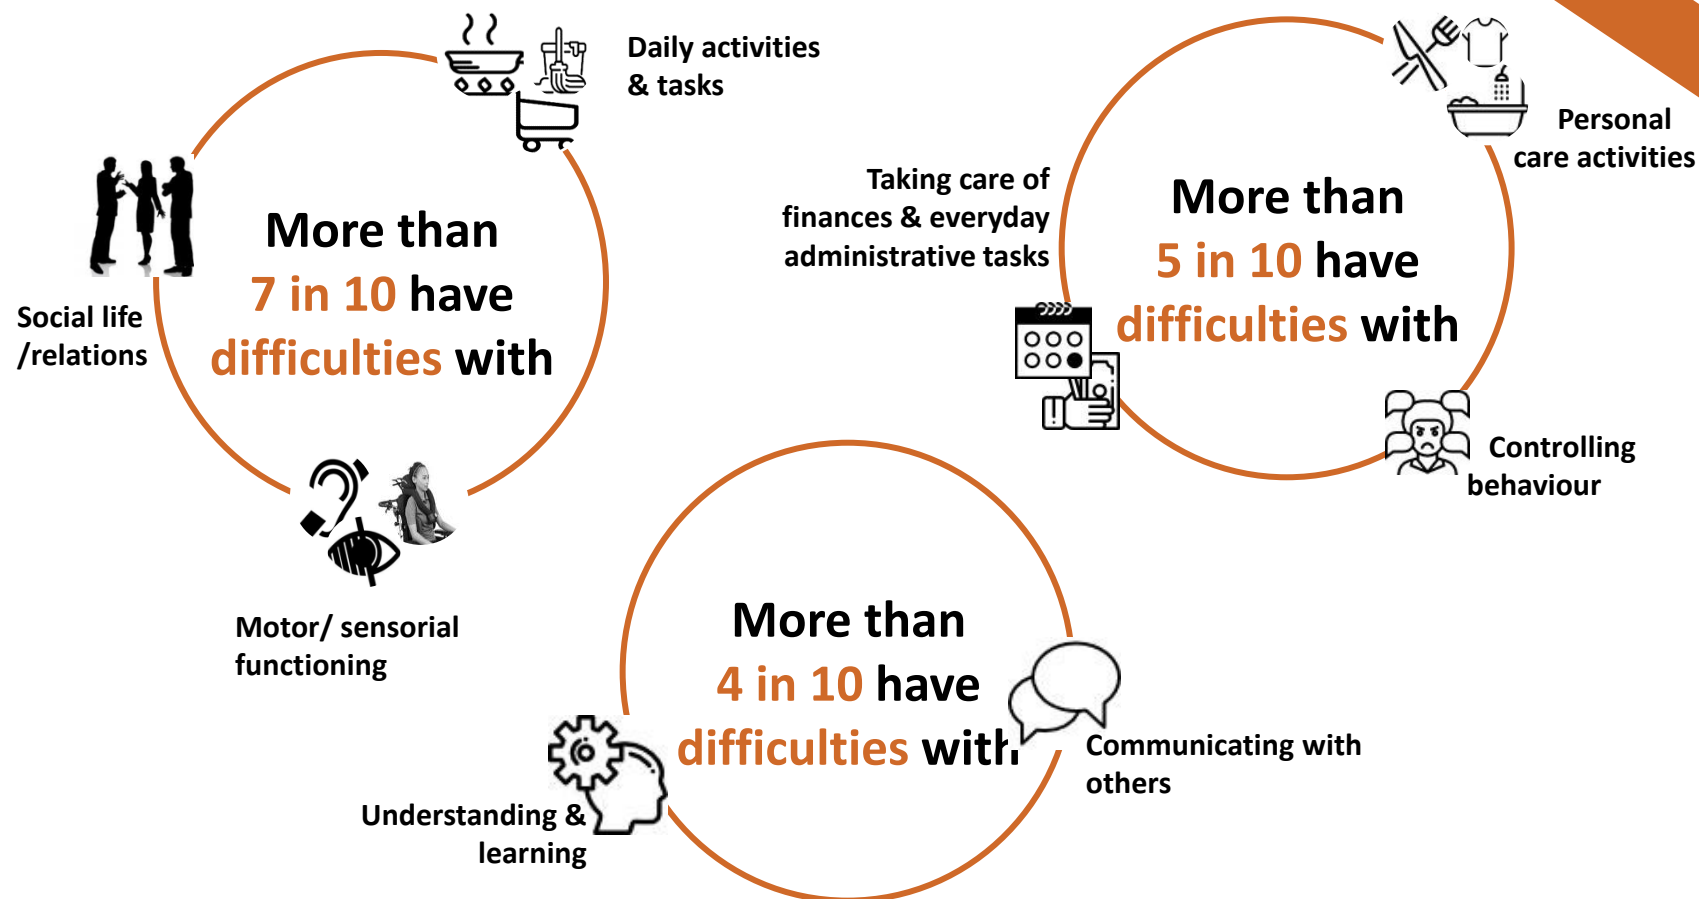 Daily activities
& tasks
Social life
/relations
More than
7 in 10 have
difficulties with
Motor/ sensorial
functioning
Personal
care activities
Taking care of
finances & everyday
administrative tasks
More than
5 in 10 have
difficulties with
Controlling
behaviour
More than
4 in 10 have
difficulties with
Communicating with
others
Understanding &
learning